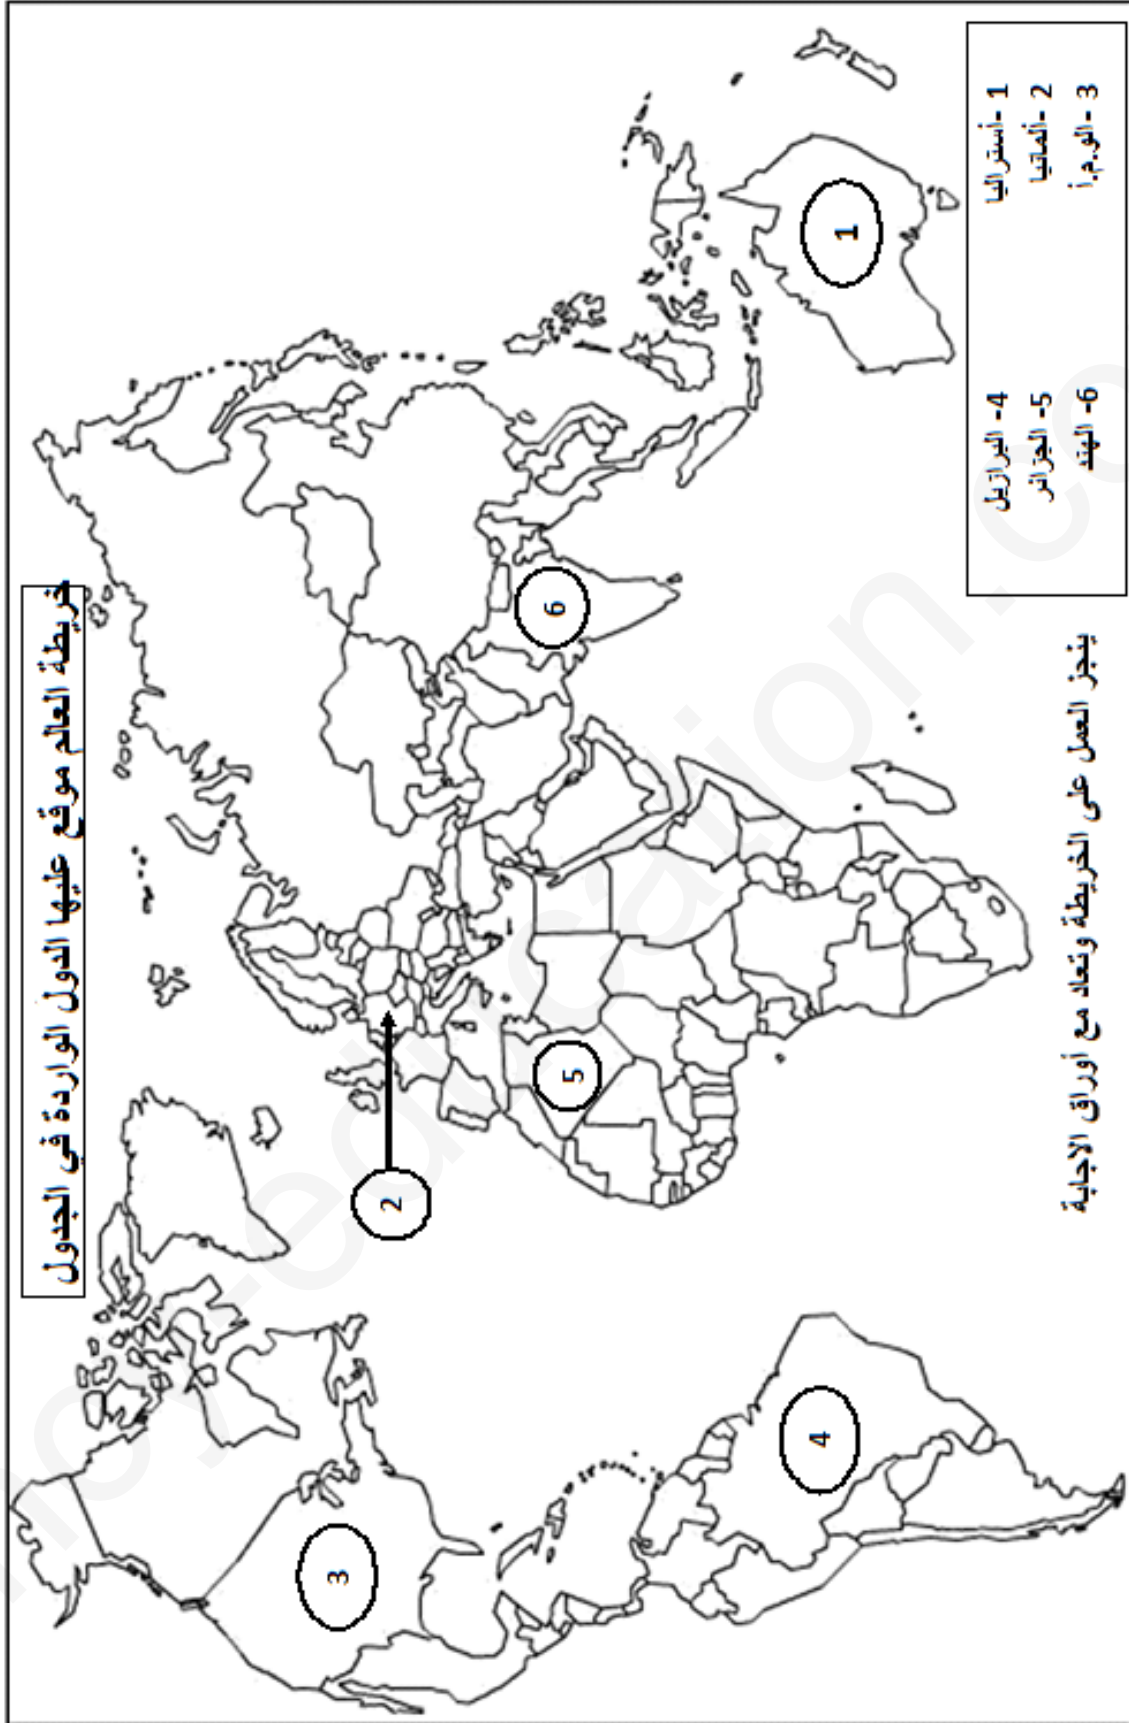 خريطة العالم موقع عليها الدول الواردة في الجدول
3
2
5
4
6
1
1 -أستراليا
2 -ألمانيا
3 -الو.م.أ
4- البرازيل
5- الجزائر
6- الهند
ينجز العمل على الخريطة وتعاد مع أوراق الاجابة